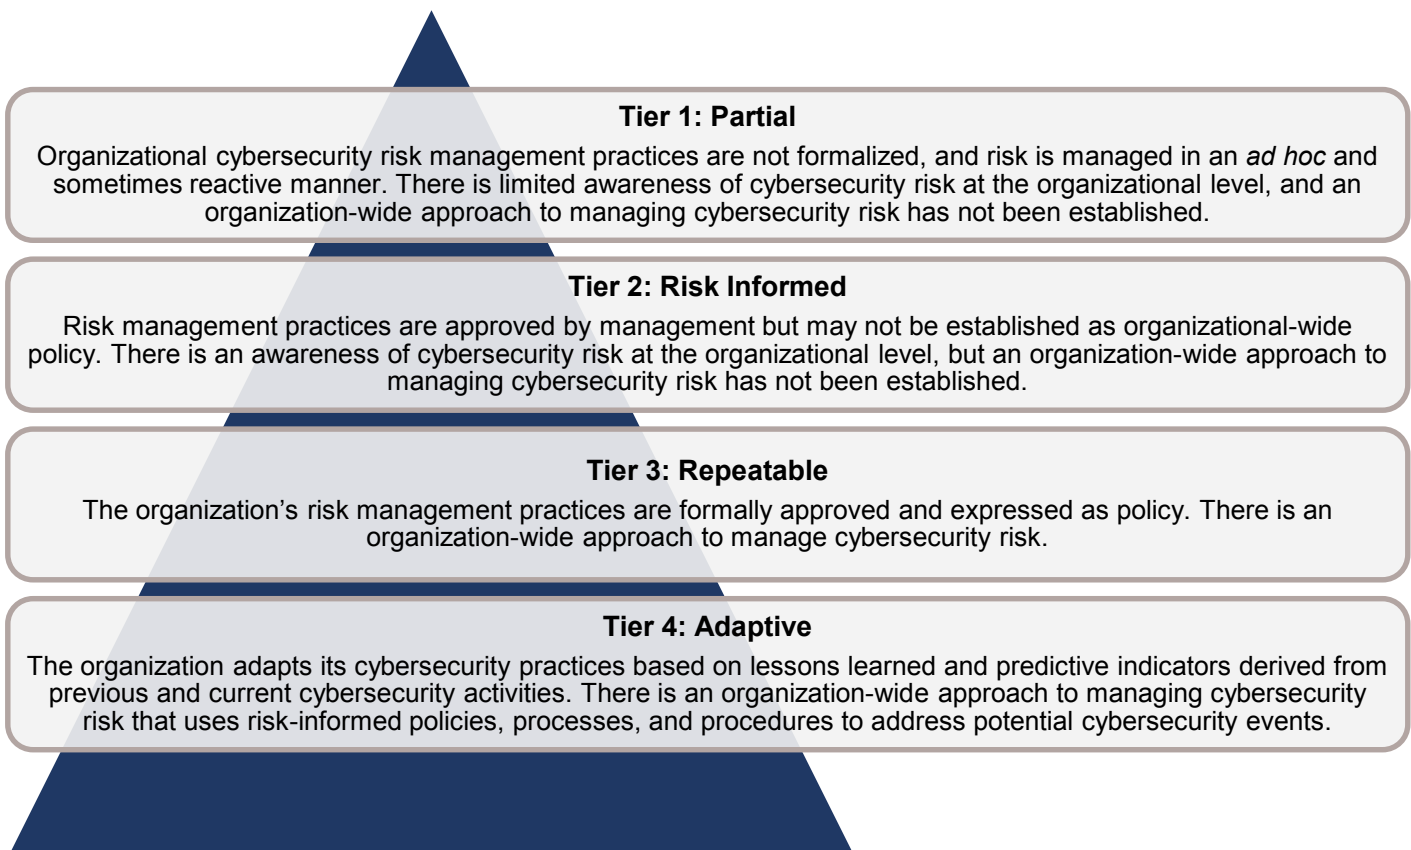 Tier 1: Partial
Organizational cybersecurity risk management practices are not formalized, and risk is managed in an ad hoc and
sometimes reactive manner. There is limited awareness of cybersecurity risk at the organizational level, and an
organization-wide approach to managing cybersecurity risk has not been established.
Tier 2: Risk Informed
Risk management practices are approved by management but may not be established as organizational-wide
policy. There is an awareness of cybersecurity risk at the organizational level, but an organization-wide approach to
managing cybersecurity risk has not been established.
Tier 3: Repeatable
The organization’s risk management practices are formally approved and expressed as policy. There is an
organization-wide approach to manage cybersecurity risk.
Tier 4: Adaptive
The organization adapts its cybersecurity practices based on lessons learned and predictive indicators derived from
previous and current cybersecurity activities. There is an organization-wide approach to managing cybersecurity
risk that uses risk-informed policies, processes, and procedures to address potential cybersecurity events.